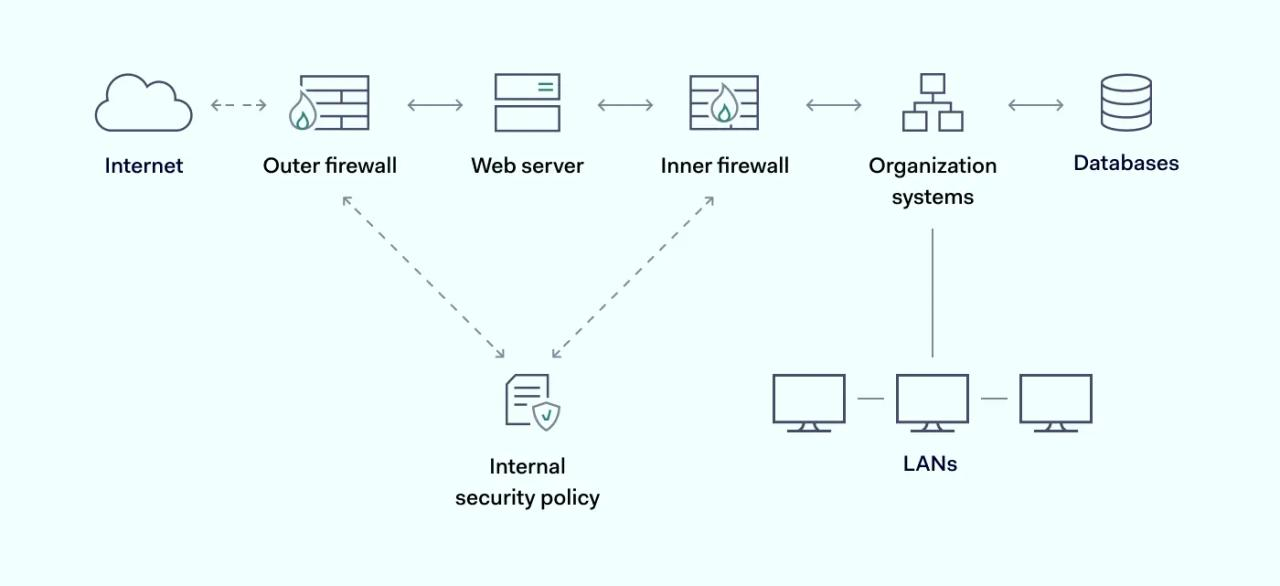 Internet
Outer firewall
Web server
Inner firewall
Organization
systems
Databases
Internal
security policy
LANs